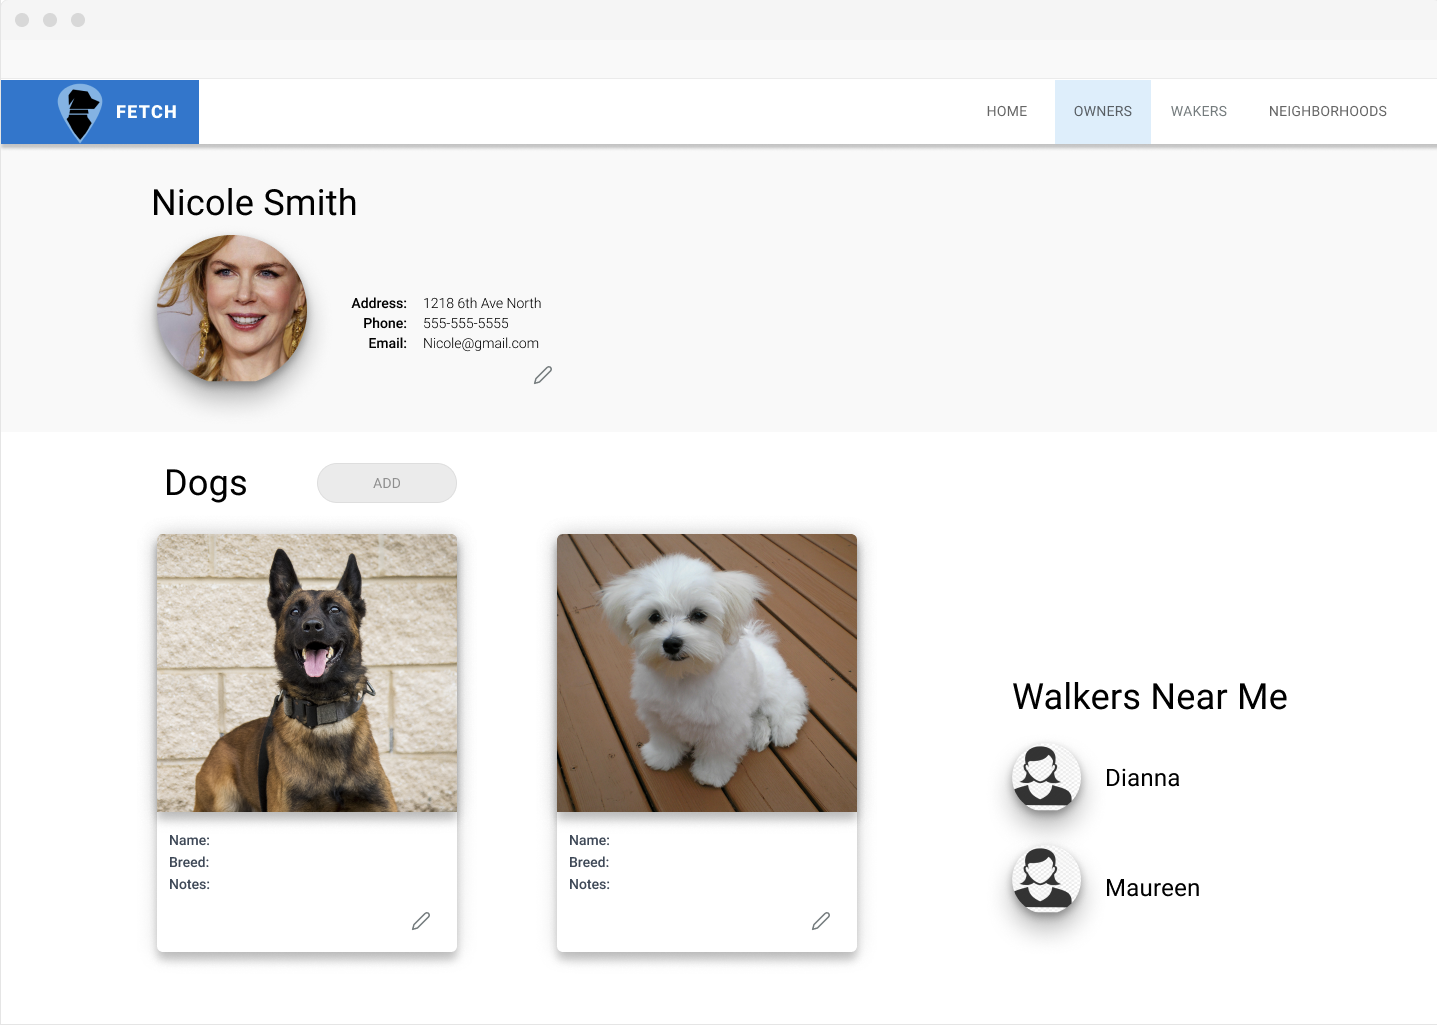 FETCH
HOME
OWNERS
WAKERS
NEIGHBORHOODS
Nicole Smith
Address: 1218 6th Ave North
Phone: 555-555-5555
Email: Nicole@gmail.com
Dogs
ADD
Name:
Breed:
Notes:
Name:
Breed:
Notes:
Walkers Near Me
Dianna
Maureen